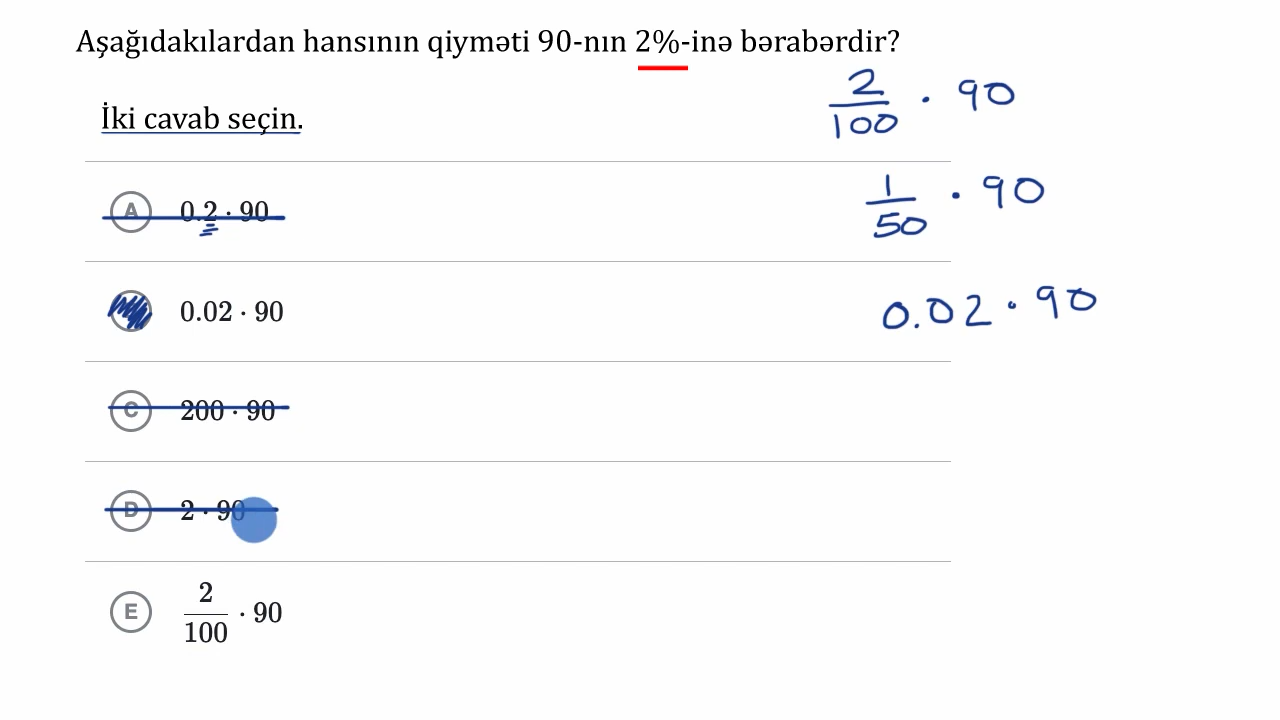 Aşağıdakılardan hansının qiyməti 90-nın 2%-inə bərabərdir?
İki cavab seçin.
2/100 · 90
1/50 · 90
A 0.2 · 90
0.02 · 90
0.02 · 90
C 200 · 90
D 2 · 90
E 2/100 · 90